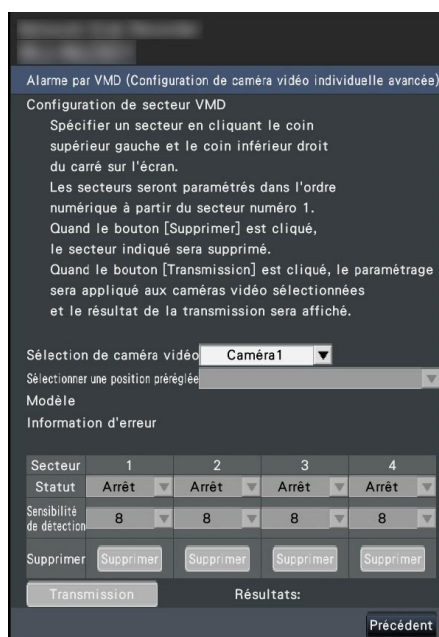 Alarme par VMD (Configuration de caméra vidéo individuelle avancée)
Configuration de secteur VMD
Spécifier un secteur en cliquant le coin
supérieur gauche et le coin inférieur droit
du carré sur l'écran.
Les secteurs seront paramétrés dans l'ordre
numérique à partir du secteur numéro 1.
Quand le bouton [Supprimer] est cliqué,
le secteur indiqué sera supprimé.
Quand le bouton [Transmission] est cliqué, le paramétrage
sera appliqué aux caméras vidéo sélectionnées
et le résultat de la transmission sera affiché.
Sélection de caméra vidéo Caméra1
Sélectionner une position préréglée
Modèle
Information d'erreur
Secteur 1 2 3 4
Statut Arrêt Arrêt Arrêt Arrêt
Sensibilité
de détection 8 8 8 8
Supprimer Supprimer Supprimer Supprimer Supprimer
Transmission Résultats:
Précédent